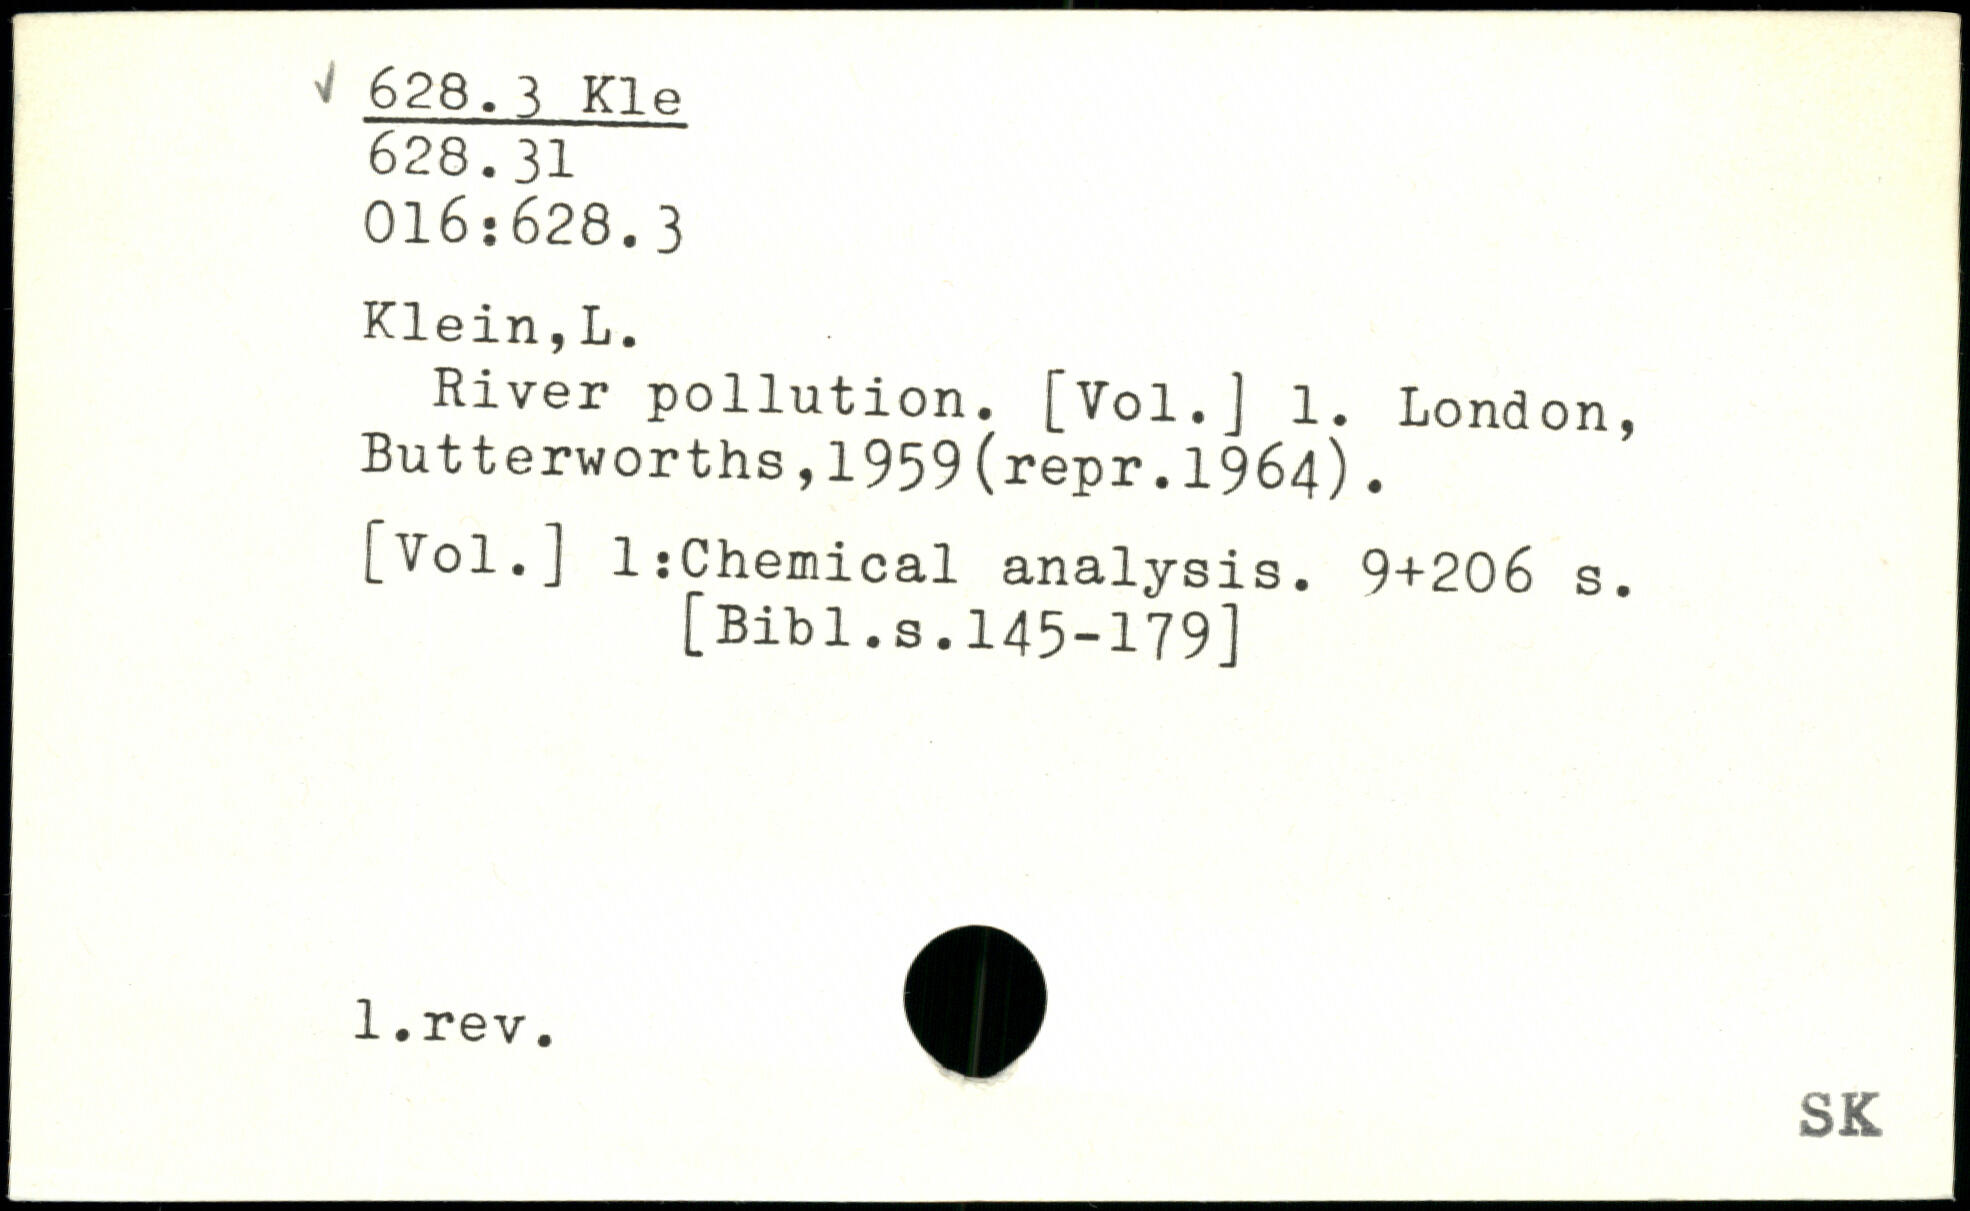 ✓ 628.3 Kle
628.31
016:628.3
Klein,L.
River pollution. [Vol.] 1. London,
Butterworths,1959(repr.1964).
[Vol.] 1:Chemical analysis. 9+206 s.
[Bibl.s.145-179]
1.rev.
SK